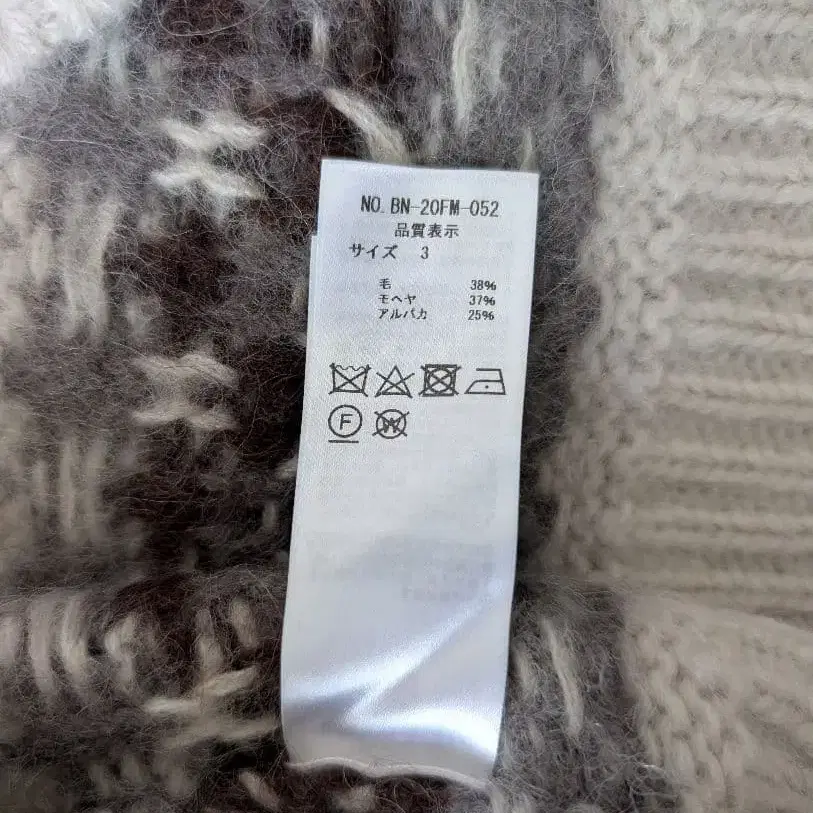 NO. BN-20FM-052
品質表示
サイズ 3
毛 38%
モヘヤ 37%
アルパカ 25%
F
W